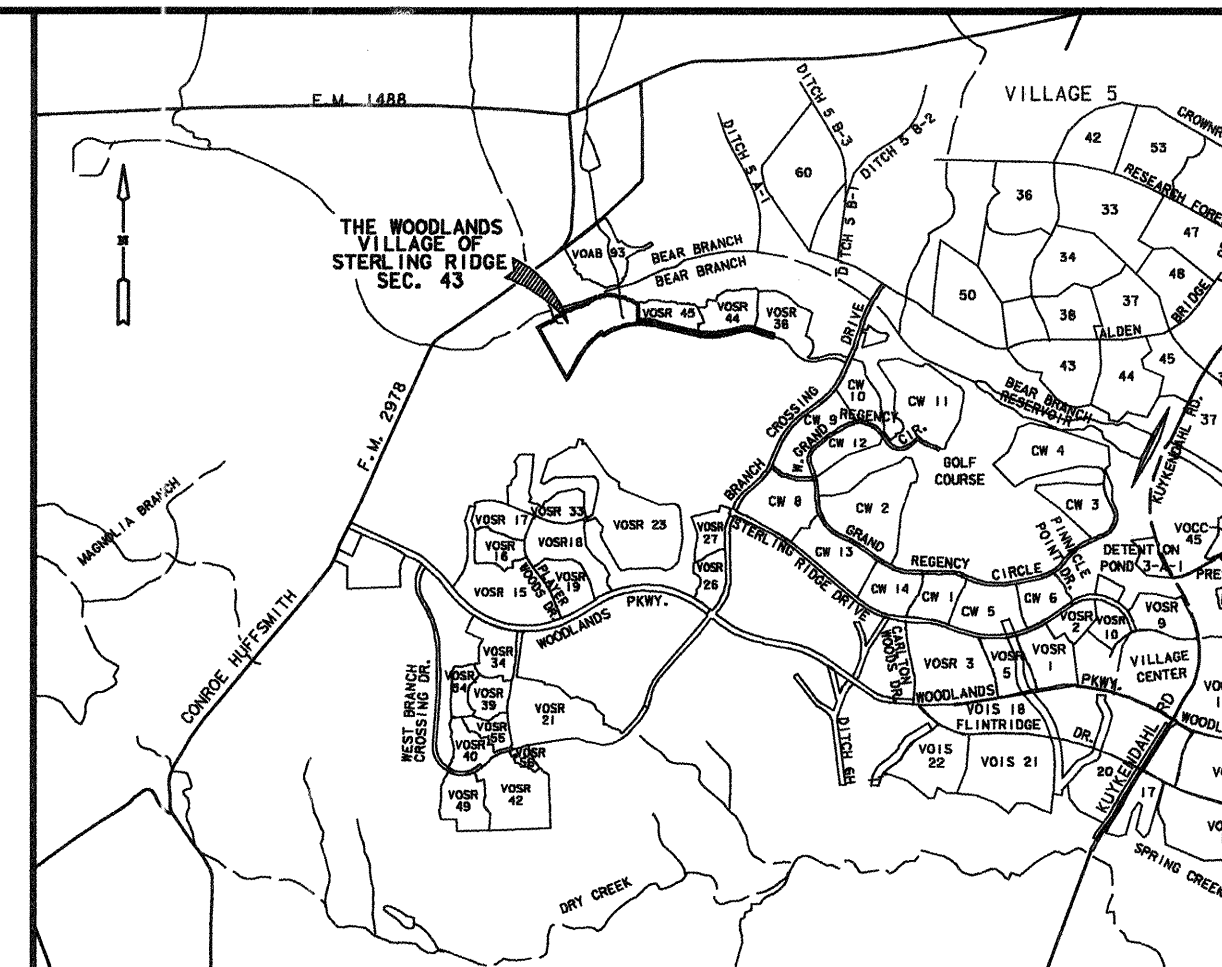 F.M. 1488
VILLAGE 5
DITCH 5 B-3
DITCH 5 A-1
DITCH 5 B-2
DITCH 5 B-1
60
42
53
36
33
47
34
48
50
38
37
BRIDGE
ALDEN
43
44
45
37
THE WOODLANDS
VILLAGE OF
STERLING RIDGE
SEC. 43
N
VOAB 93
BEAR BRANCH
BEAR BRANCH
VOSR 45
VOSR
44
VOSR
38
DRIVE
CROSSING
BRANCH
F.M. 2978
BEAR BRANCH
RESERVOIR
KUYKENDAHL RD.
CW
10
CW 11
CW 9
REGENCY
CIR.
W. GRAND
CW 12
GOLF
COURSE
CW 4
CW 8
CW 2
CW 3
PINNACLE
POINT DR.
MAGNOLIA BRANCH
VOSR 17
VOSR 33
VOSR 23
VOSR
16
VOSR18
VOSR
19
VOSR 15
PLAYER
WOODS DR.
VOSR
27
VOSR
26
STERLING RIDGE DRIVE
CW 13
GRAND
REGENCY
CIRCLE
CW 14
CW 1
CW 5
CW 6
VOCC
45
DETENTION
POND 3-A-1
VOSR
9
VOSR
2
VOSR
10
VOSR
1
VOSR
5
VOSR 3
VILLAGE
CENTER
CARLTON
WOODS DR.
WOODLANDS
PKWY.
WOODLANDS
PKWY.
CONROE HUFFSMITH
WEST BRANCH
CROSSING DR.
VOSR
34
VOSR
54
VOSR
39
VOSR
55
VOSR
40
VOSR
21
VOSR
49
VOSR
42
VOIS 18
FLINTRIDGE
DR.
VOIS
22
VOIS 21
DITCH 6H
20
17
KUYKENDAHL RD
DRY CREEK
SPRING CREEK